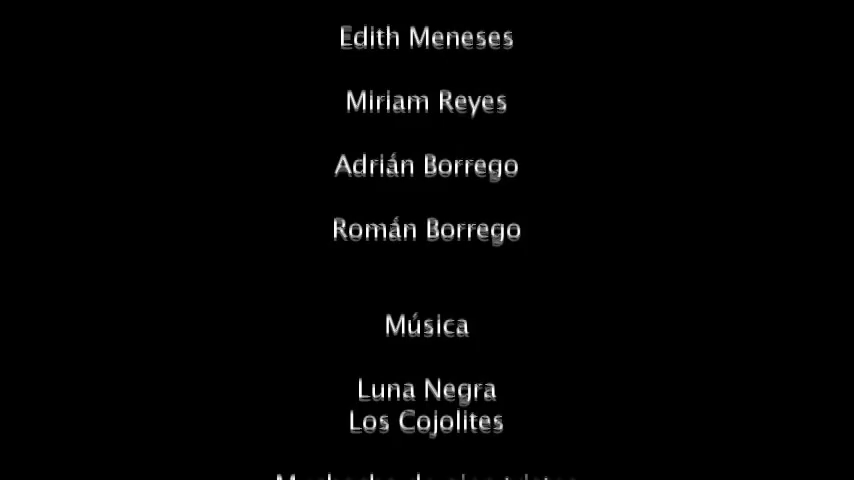 Edith Meneses
Miriam Reyes
Adrián Borrego
Román Borrego
Música
Luna Negra
Los Cojolites